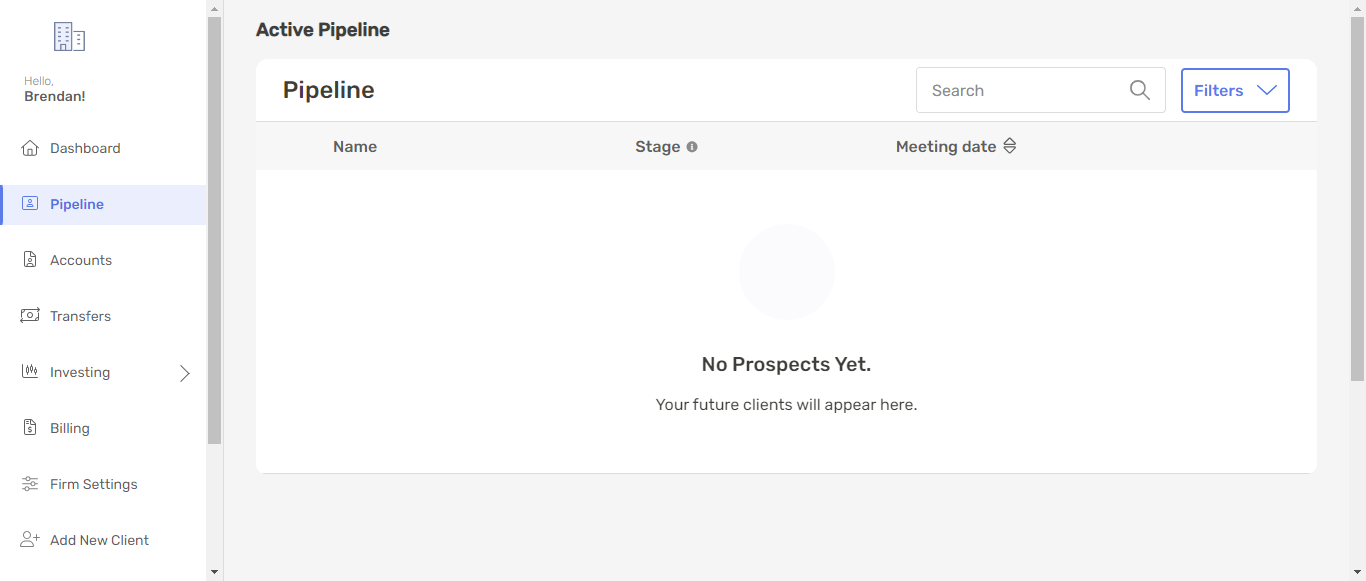 Hello,
Brendan!
Dashboard
Pipeline
Accounts
Transfers
Investing
Billing
Firm Settings
Add New Client
Active Pipeline
Pipeline
Search
Filters
Name Stage Meeting date
No Prospects Yet.
Your future clients will appear here.